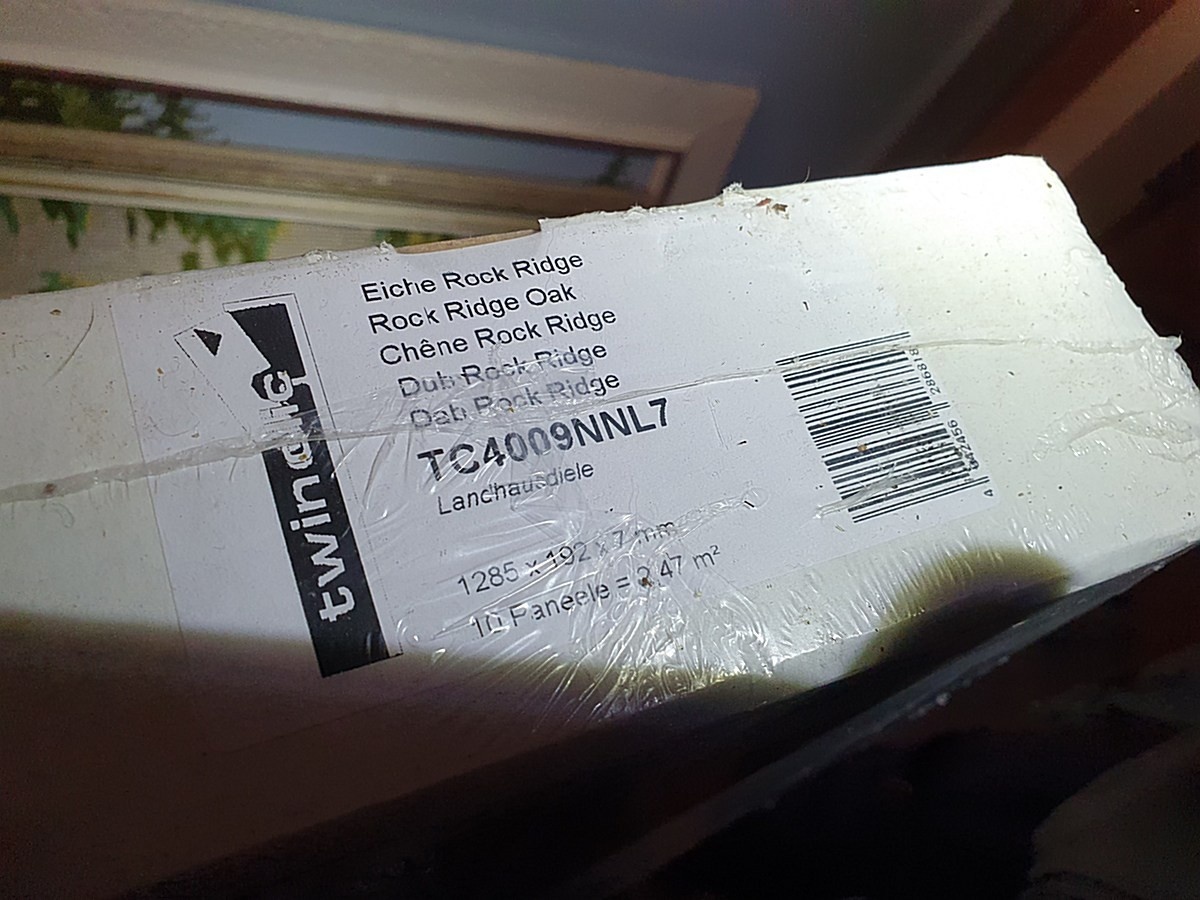 Eiche Rock Ridge
Rock Ridge Oak
Chêne Rock Ridge
Dub Rock Ridge
Dąb Rock Ridge
TC4009NNL7
Landhausdiele
1285 x 192 x 7 mm
10 Paneele = 2,47 m²
twinclic